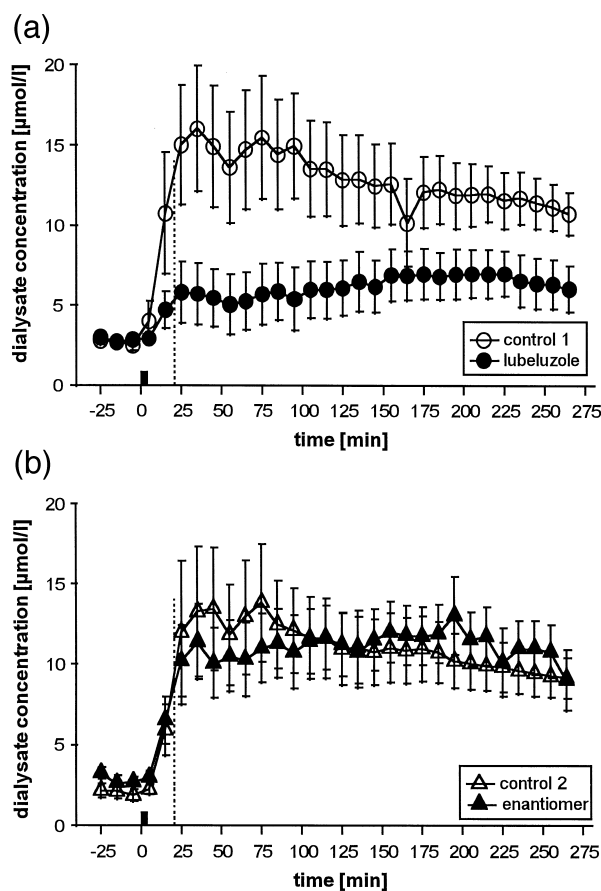 (a)
dialysate concentration [µmol/l]
20
15
10
5
0
control 1
lubeluzole
-25 0 25 50 75 100 125 150 175 200 225 250 275
time [min]
(b)
dialysate concentration [µmol/l]
20
15
10
5
0
control 2
enantiomer
-25 0 25 50 75 100 125 150 175 200 225 250 275
time [min]